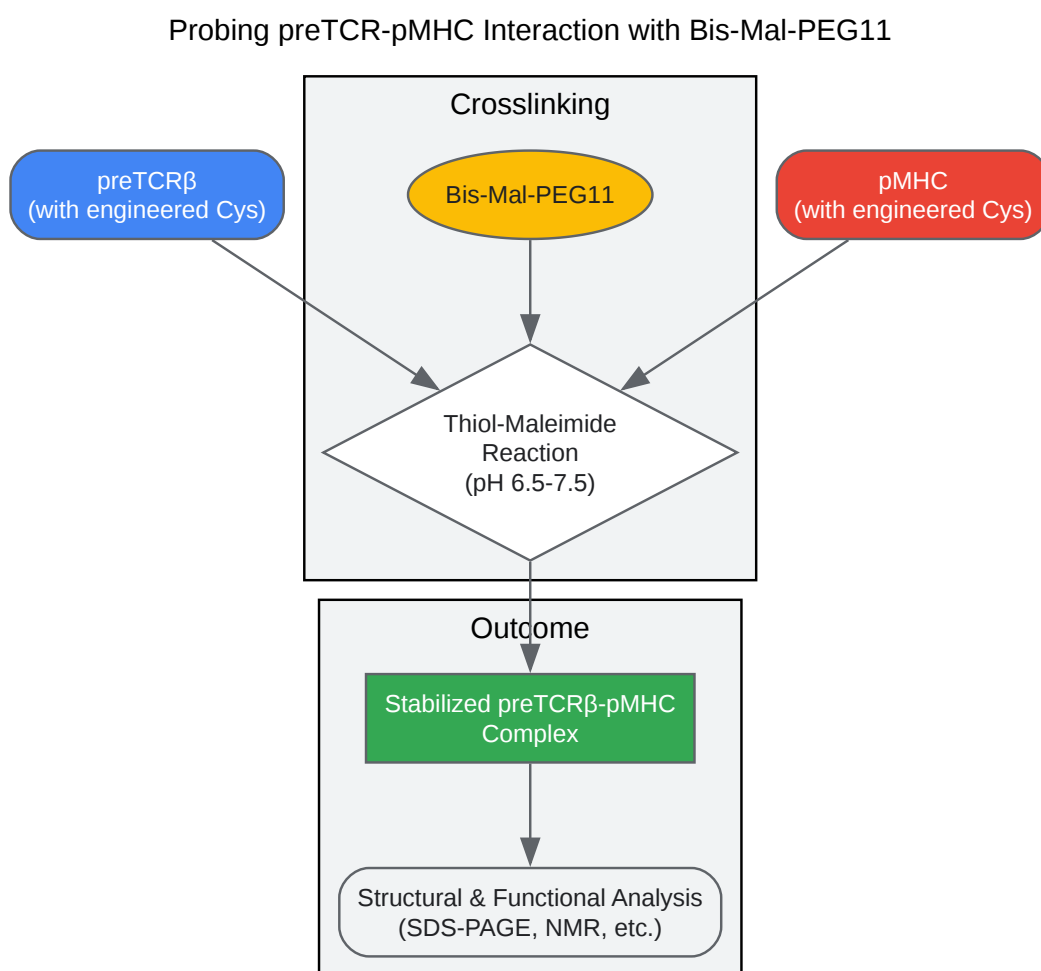 Probing preTCR-pMHC Interaction with Bis-Mal-PEG11
Crosslinking
preTCRβ
(with engineered Cys)
Bis-Mal-PEG11
pMHC
(with engineered Cys)
Thiol-Maleimide
Reaction
(pH 6.5-7.5)
Outcome
Stabilized preTCRβ-pMHC
Complex
Structural & Functional Analysis
(SDS-PAGE, NMR, etc.)